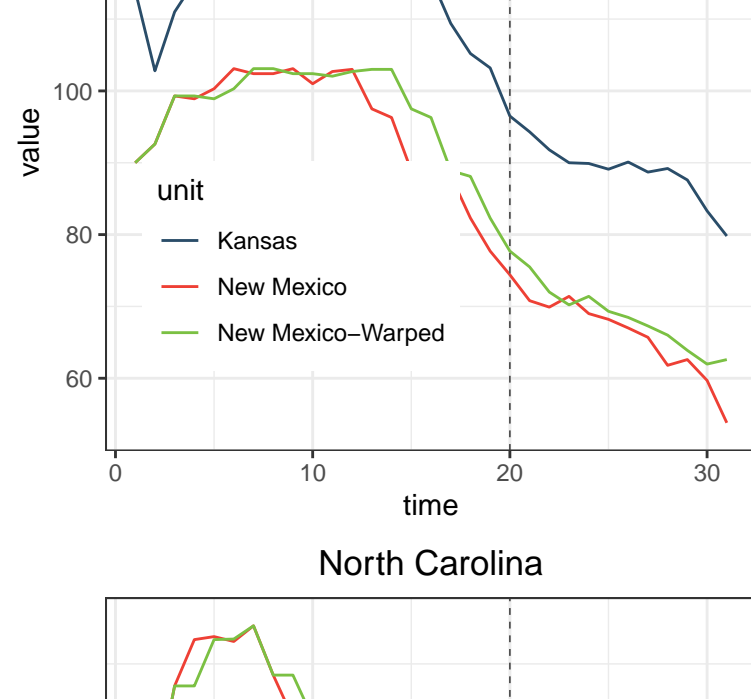 100
80
60
value
unit
Kansas
New Mexico
New Mexico−Warped
0 10 20 30
time
North Carolina